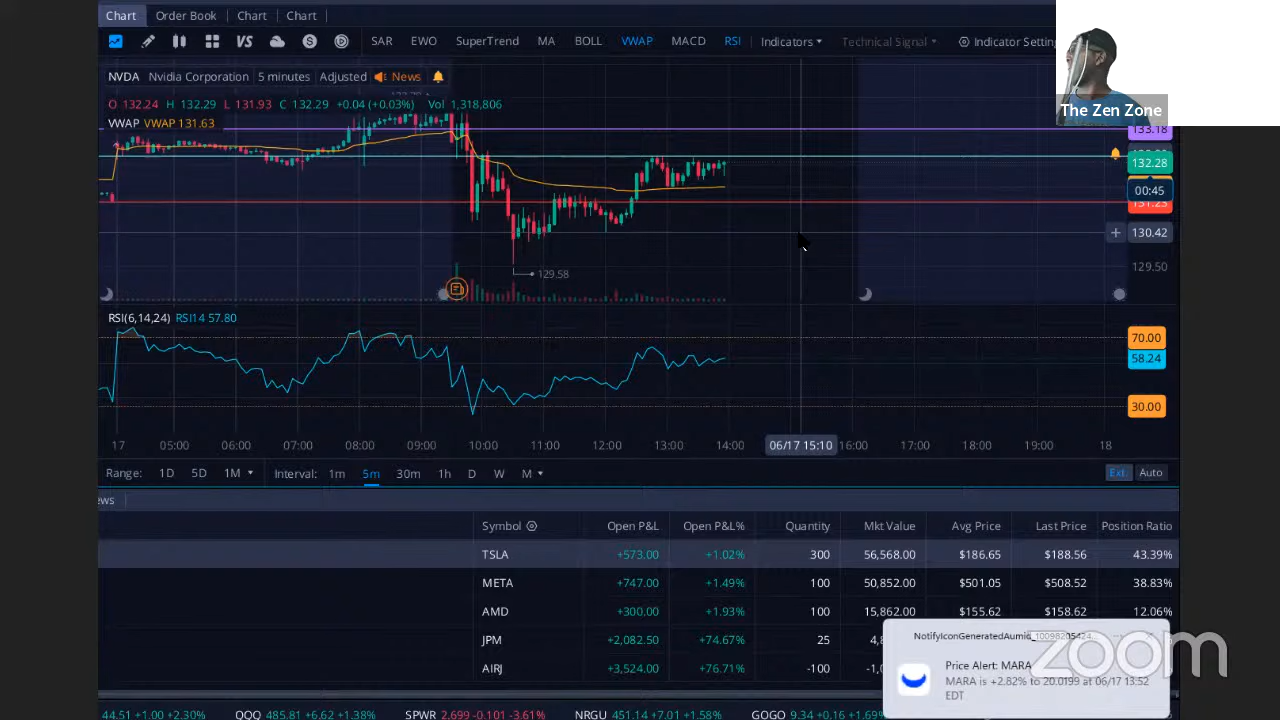 Chart Order Book Chart Chart
SAR EWO SuperTrend MA BOLL VWAP MACD RSI Indicators Technical Signal Indicator Setting
NVDA Nvidia Corporation 5 minutes Adjusted News
O 132.24 H 132.29 L 131.93 C 132.29 +0.04 (+0.03%) Vol 1,318,806
VWAP VWAP 131.63
The Zen Zone
133.18
132.28
00:45
131.23
130.42
129.50
129.58
RSI(6,14,24) RSI14 57.80
70.00
58.24
30.00
17 05:00 06:00 07:00 08:00 09:00 10:00 11:00 12:00 13:00 14:00 06/17 15:10 16:00 17:00 18:00 19:00 18
Range: 1D 5D 1M Interval: 1m 5m 30m 1h D W M Ext. Auto
ews
Symbol Open P&L Open P&L% Quantity Mkt Value Avg Price Last Price Position Ratio
TSLA +573.00 +1.02% 300 56,568.00 $186.65 $188.56 43.39%
META +747.00 +1.49% 100 50,852.00 $501.05 $508.52 38.83%
AMD +300.00 +1.93% 100 15,862.00 $155.62 $158.62 12.06%
JPM +2,082.50 +74.67% 25 4,8
AIRJ +3,524.00 +76.71% -100 -1,0
zoom
Price Alert: MARA
MARA is +2.82% to 20.0199 at 06/17 13:52
EDT
44.51 +1.00 +2.30% QQQ 485.81 +6.62 +1.38% SPWR 2.699 -0.101 -3.61% NRGU 451.14 +7.01 +1.58% GOGO 9.34 +0.16 +1.69%